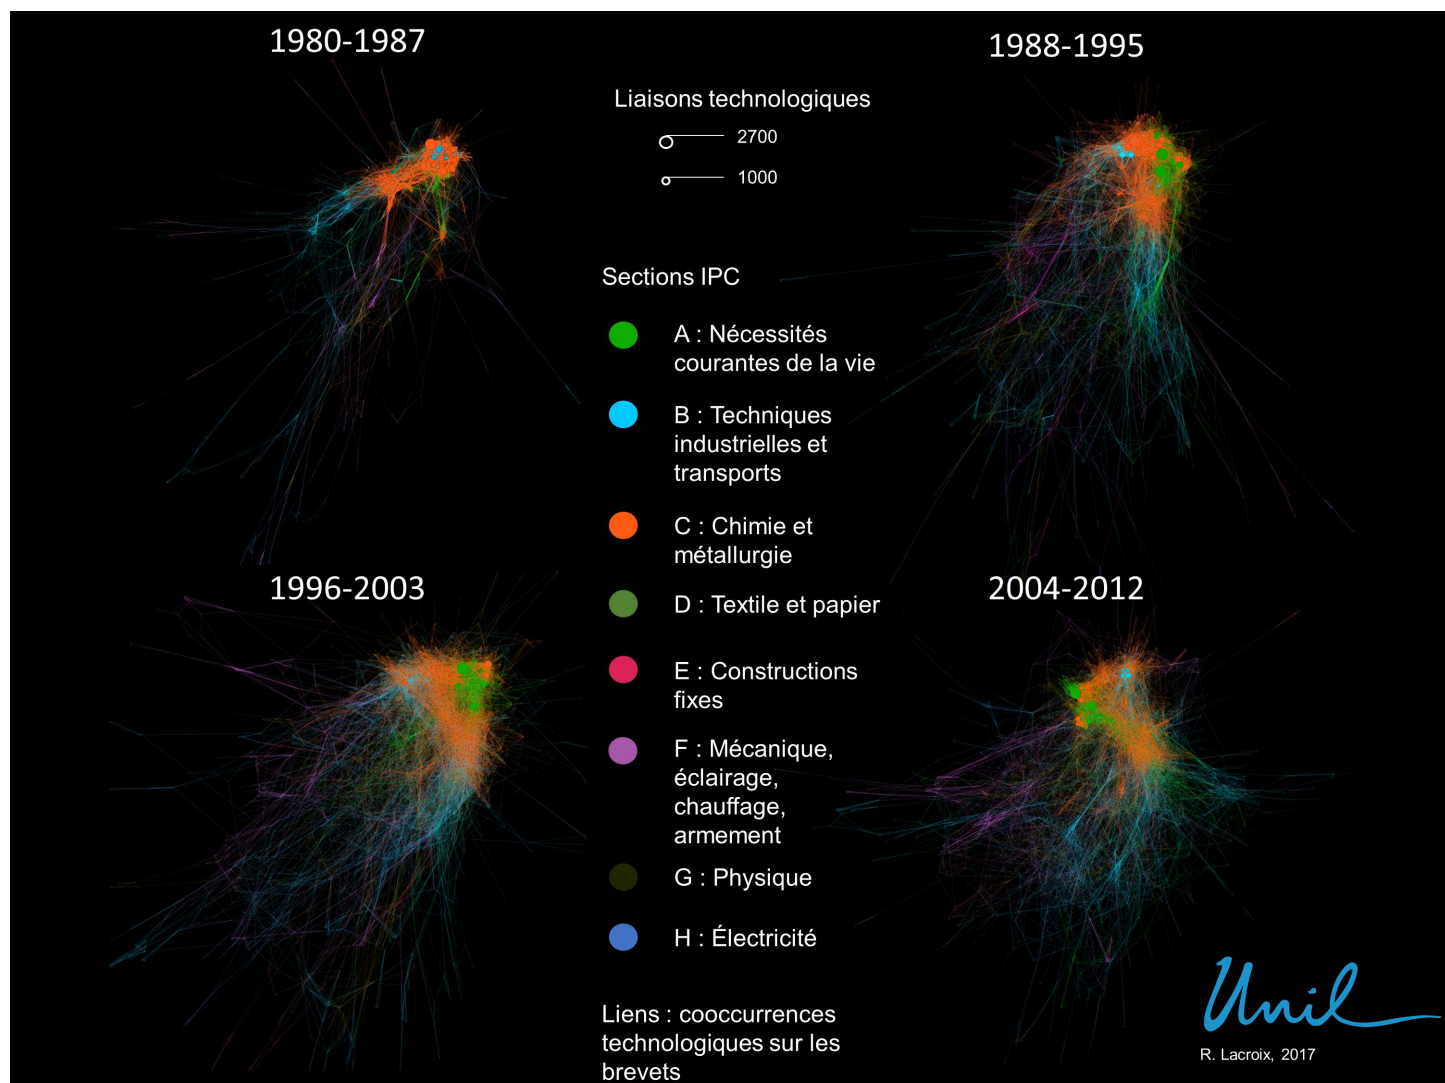 1980-1987
1988-1995
Liaisons technologiques
2700
1000
Sections IPC
A : Nécessités
courantes de la vie
B : Techniques
industrielles et
transports
C : Chimie et
métallurgie
D : Textile et papier
E : Constructions
fixes
F : Mécanique,
éclairage,
chauffage,
armement
G : Physique
H : Électricité
Liens : cooccurrences
technologiques sur les
brevets
1996-2003
2004-2012
Unil
R. Lacroix, 2017